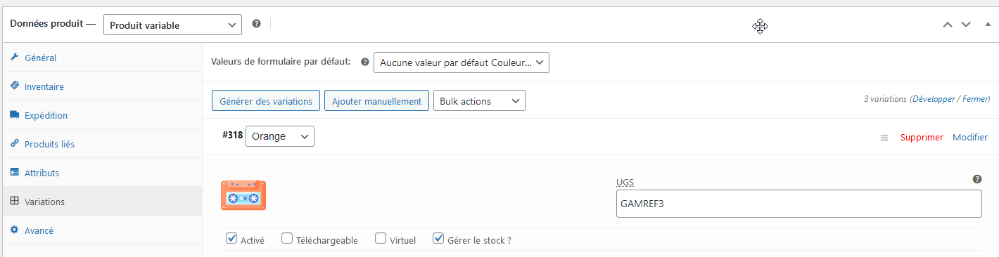 Données produit — Produit variable
Général
Inventaire
Expédition
Produits liés
Attributs
Variations
Avancé
Valeurs de formulaire par défaut: Aucune valeur par défaut Couleur...
Générer des variations Ajouter manuellement Bulk actions 3 variations (Développer / Fermer)
#318 Orange Supprimer Modifier
UGS
GAMREF3
Activé Téléchargeable Virtuel Gérer le stock ?